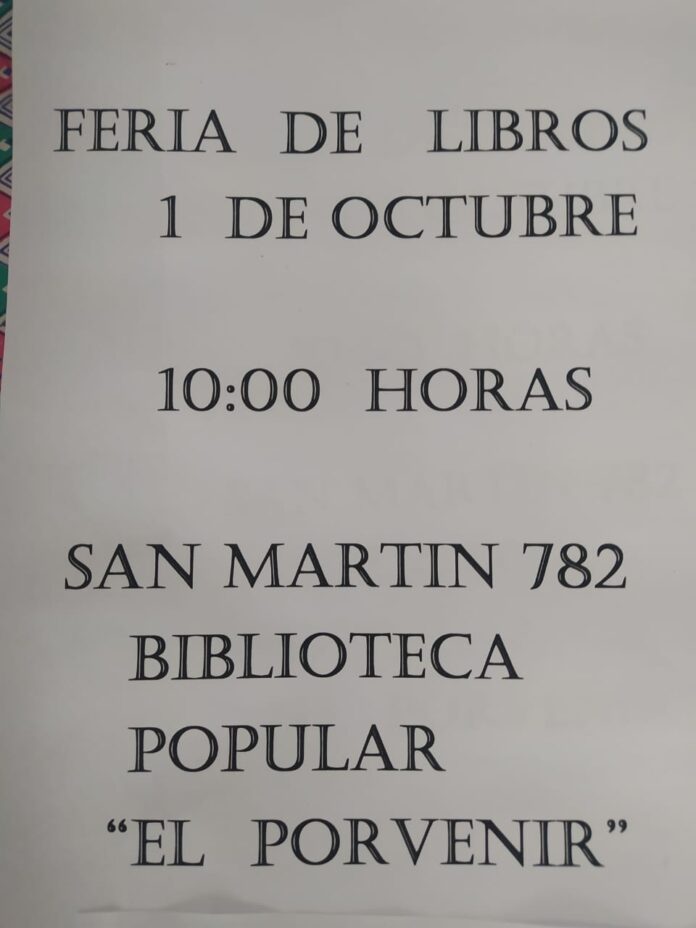 FERIA DE LIBROS
1 DE OCTUBRE
10:00 HORAS
SAN MARTIN 782
BIBLIOTECA
POPULAR
“EL PORVENIR”